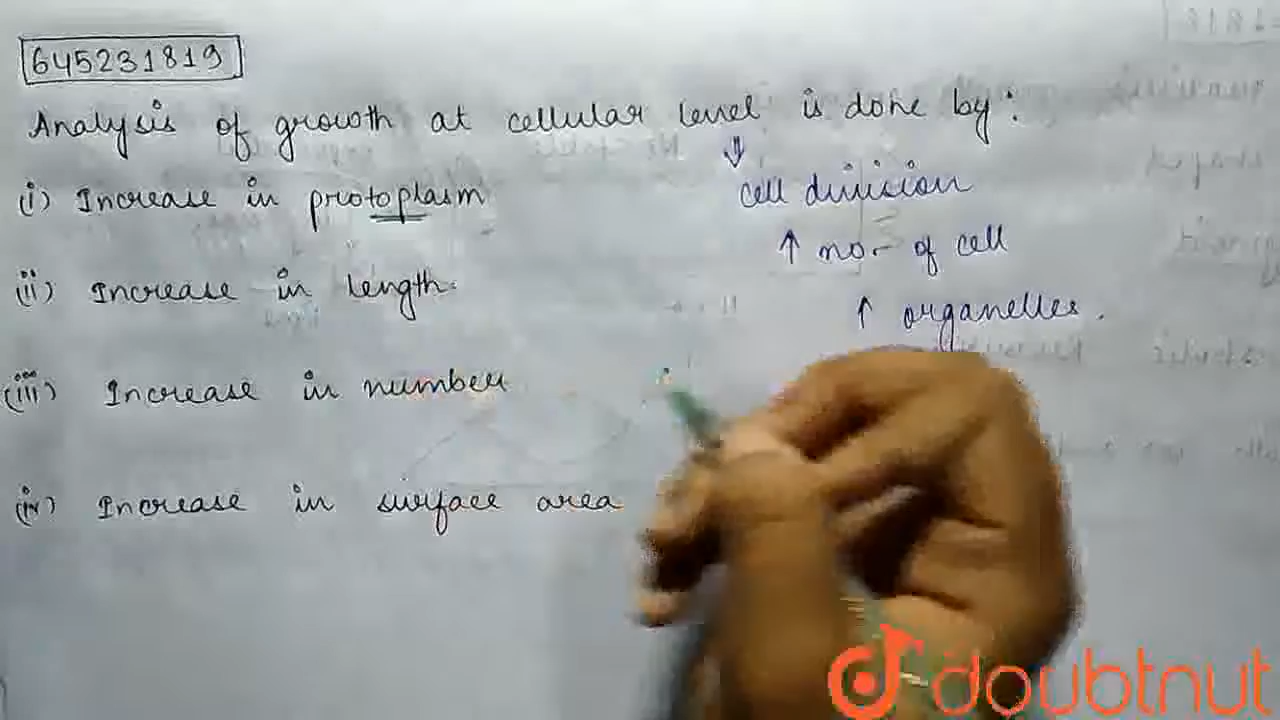 645231819
Analysis of growth at cellular level is done by:
(i) Increase in protoplasm
(ii) Increase in length.
(iii) Increase in number
(iv) Increase in surface area
⇓
cell division
↑ no. of cell
↑ organelles.
doubtnut